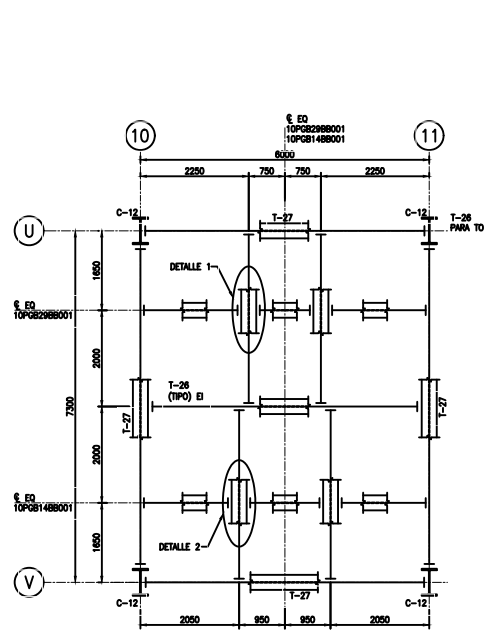 ℄ EQ
10PGB29BB001
10PGB14BB001
10
11
6000
2250
750
750
2250
C-12
T-27
C-12
T-26
PARA TO
U
DETALLE 1
1650
℄ EQ
10PGB29BB001
2000
7300
T-26
(TIPO) EI
T-27
T-27
2000
℄ EQ
10PGB14BB001
DETALLE 2
1650
V
C-12
T-27
C-12
2050
950
950
2050